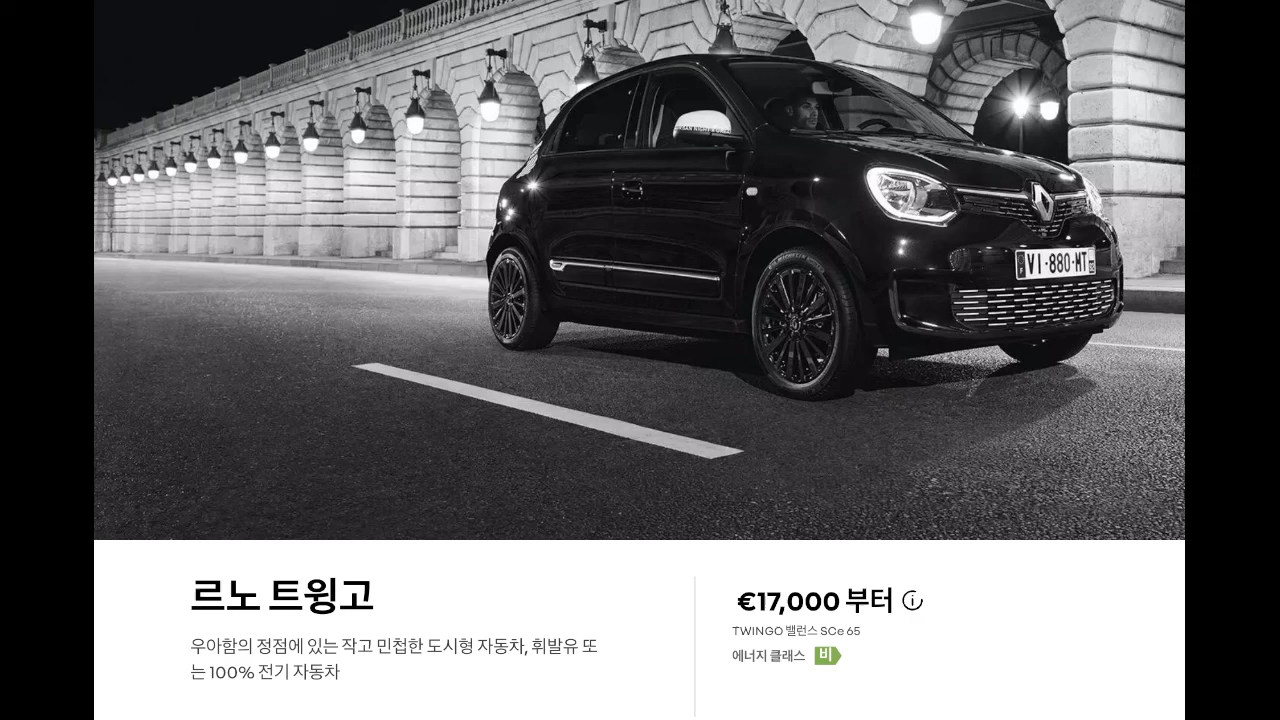 VI-880-MT
르노 트윙고
우아함의 정점에 있는 작고 민첩한 도시형 자동차, 휘발유 또
는 100% 전기 자동차
€17,000 부터
TWINGO 밸런스 SCe 65
에너지 클래스 비